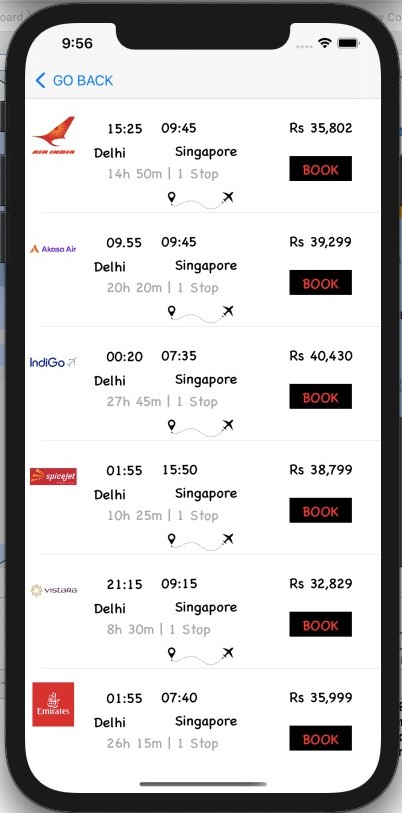 9:56
GO BACK
15:25 09:45 Rs 35,802
AIR INDIA
Delhi Singapore
14h 50m | 1 Stop BOOK
09.55 09:45 Rs 39,299
Akasa Air
Delhi Singapore
20h 20m | 1 Stop BOOK
00:20 07:35 Rs 40,430
IndiGo
Delhi Singapore
27h 45m | 1 Stop BOOK
01:55 15:50 Rs 38,799
spicejet
Delhi Singapore
10h 25m | 1 Stop BOOK
21:15 09:15 Rs 32,829
VISTARA
Delhi Singapore
8h 30m | 1 Stop BOOK
01:55 07:40 Rs 35,999
Emirates
Delhi Singapore
26h 15m | 1 Stop BOOK